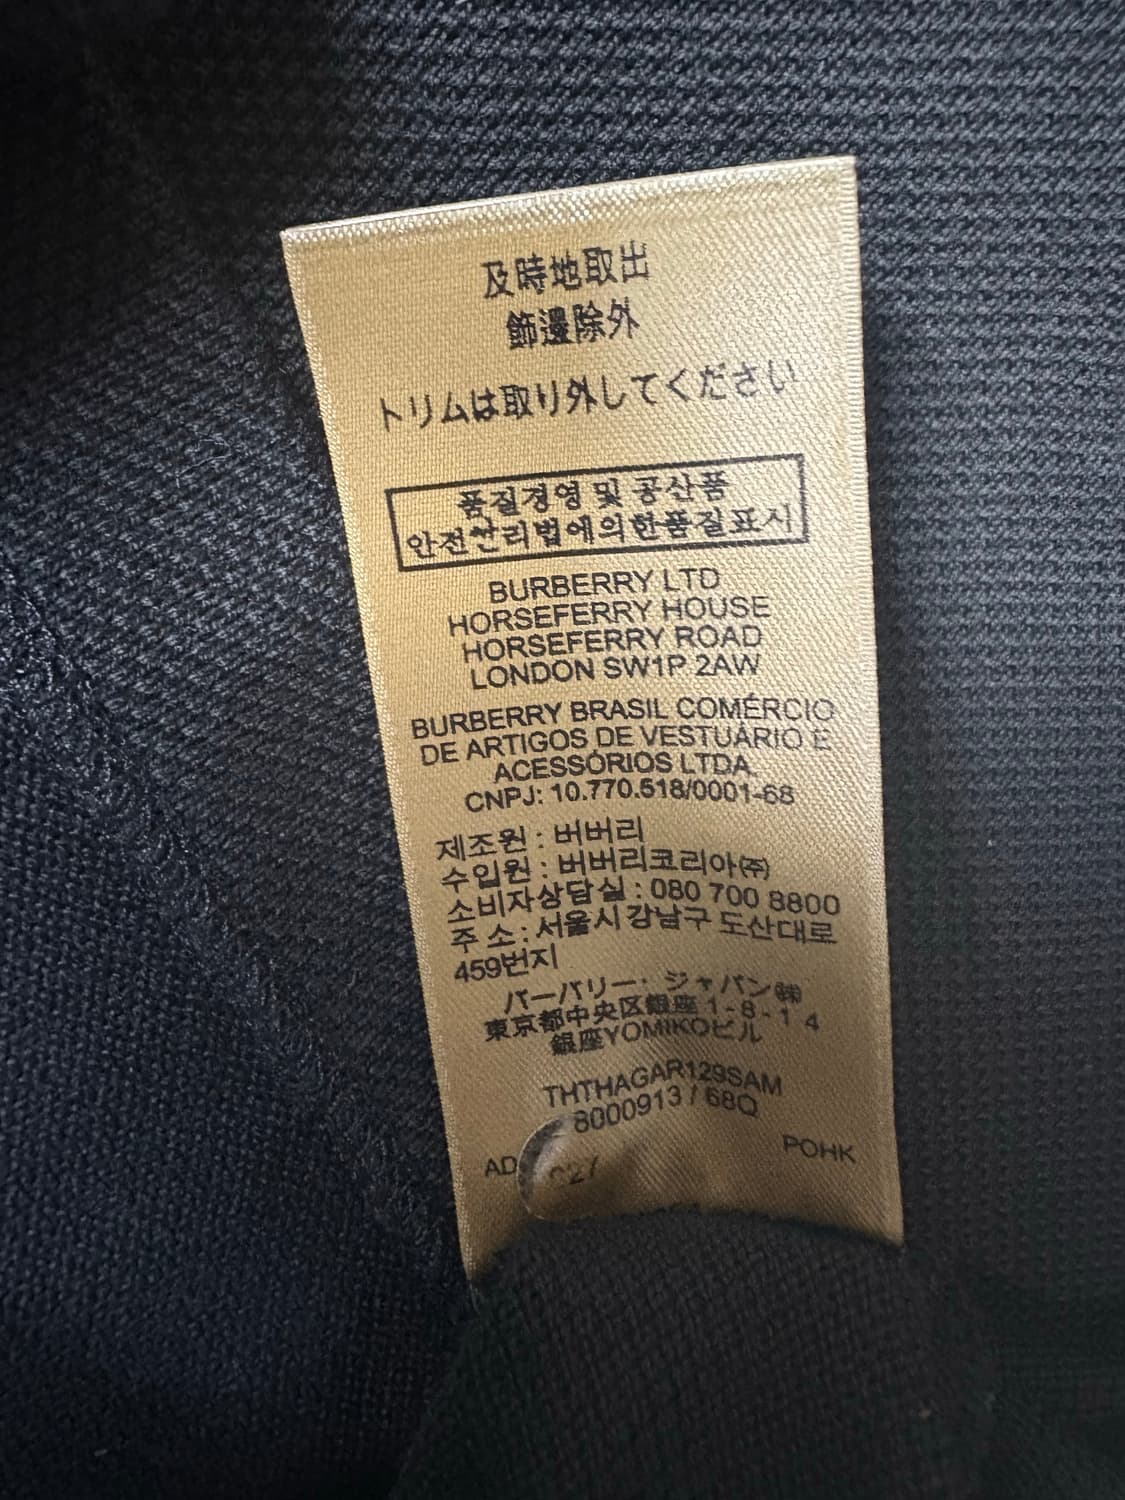 及時地取出
飾邊除外
トリムは取り外してください
품질경영 및 공산품
안전관리법에의한품질표시
BURBERRY LTD
HORSEFERRY HOUSE
HORSEFERRY ROAD
LONDON SW1P 2AW
BURBERRY BRASIL COMÉRCIO
DE ARTIGOS DE VESTUÁRIO E
ACESSÓRIOS LTDA.
CNPJ: 10.770.518/0001-68
제조원 : 버버리
수입원 : 버버리코리아㈜
소비자상담실 : 080 700 8800
주 소 : 서울시 강남구 도산대로
459번지
バーバリー・ジャパン㈱
東京都中央区銀座 1-8-1 4
銀座YOMIKOビル
THTHAGAR129SAM
8000913 / 68Q
POHK